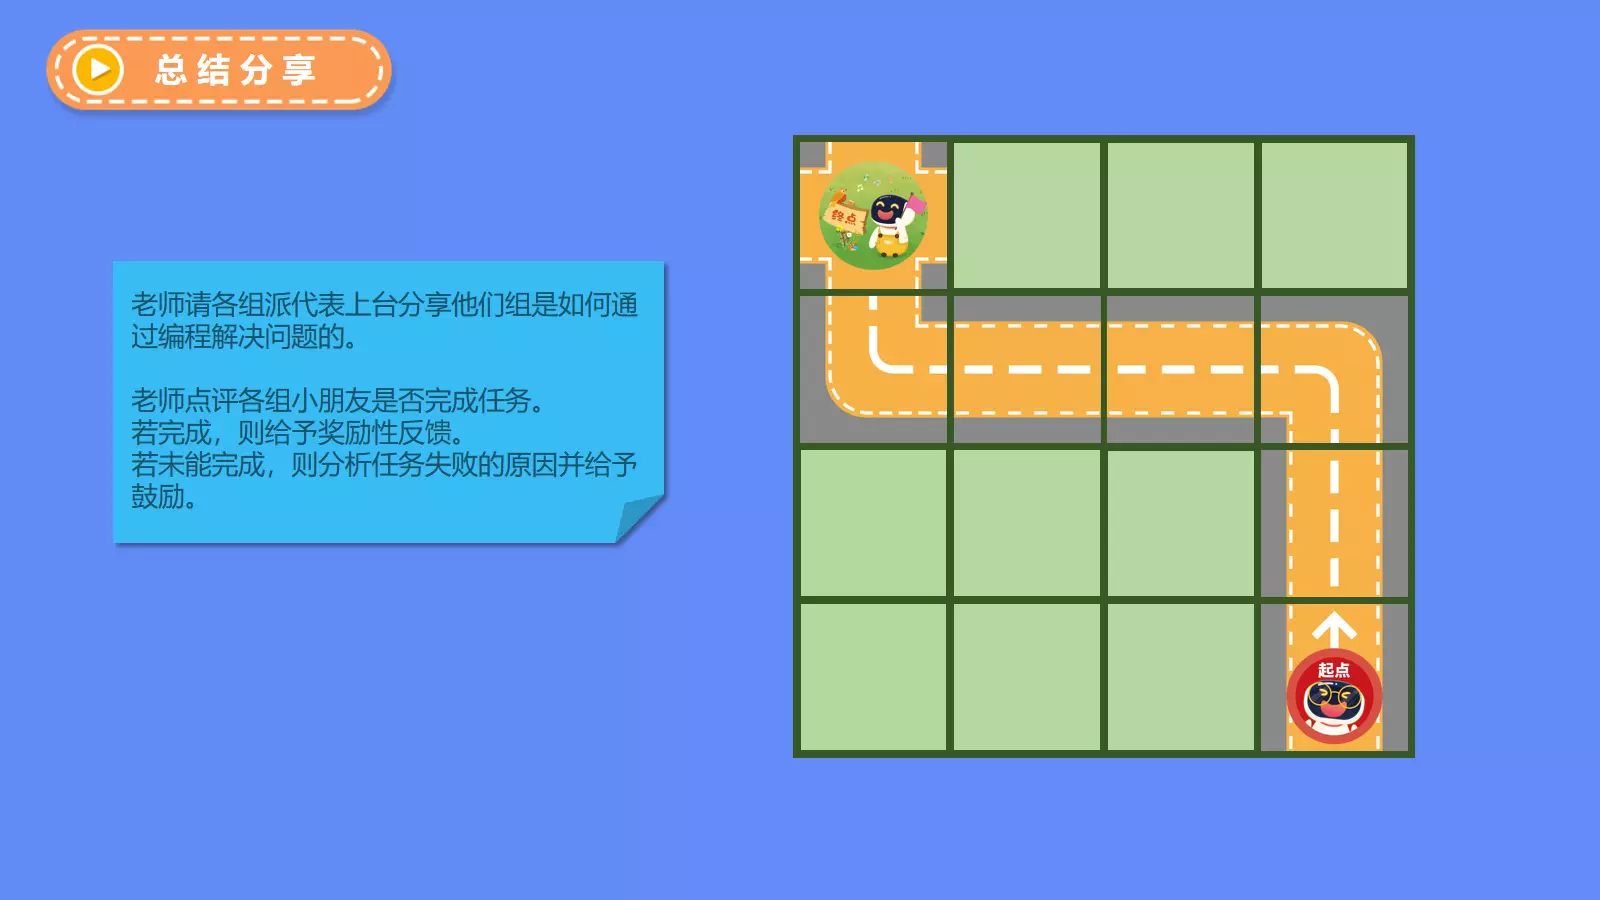 总结分享
终点
老师请各组派代表上台分享他们组是如何通
过编程解决问题的。
老师点评各组小朋友是否完成任务。
若完成，则给予奖励性反馈。
若未能完成，则分析任务失败的原因并给予
鼓励。
起点